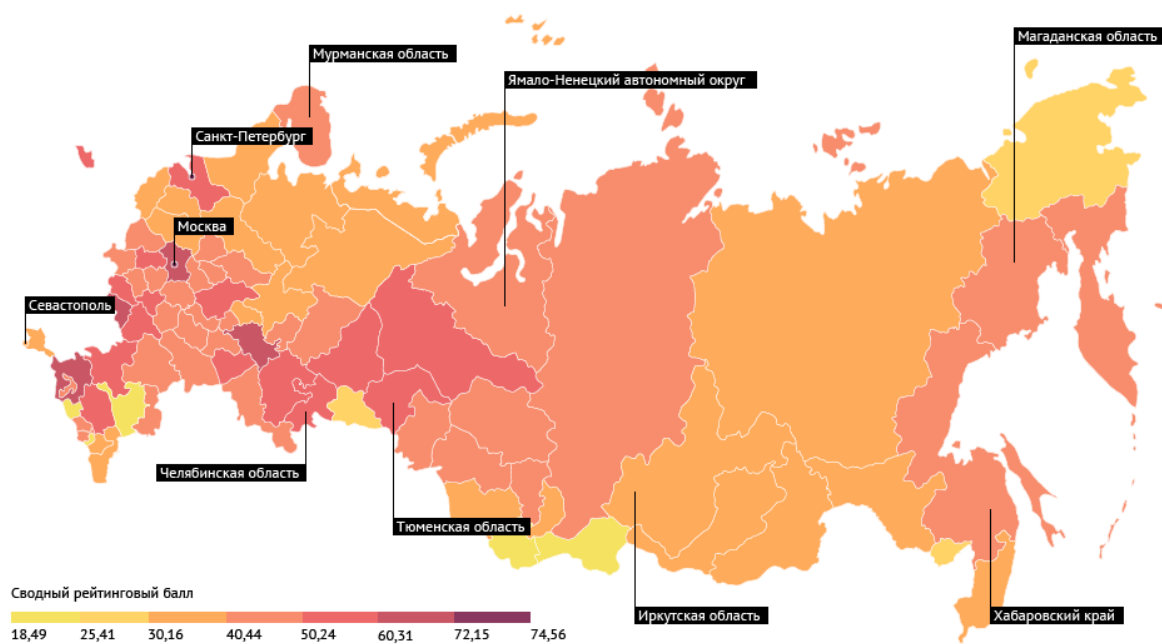 Магаданская область
Мурманская область
Ямало-Ненецкий автономный округ
Санкт-Петербург
Москва
Севастополь
Челябинская область
Тюменская область
Сводный рейтинговый балл
Иркутская область
Хабаровский край
18,49 25,41 30,16 40,44 50,24 60,31 72,15 74,56